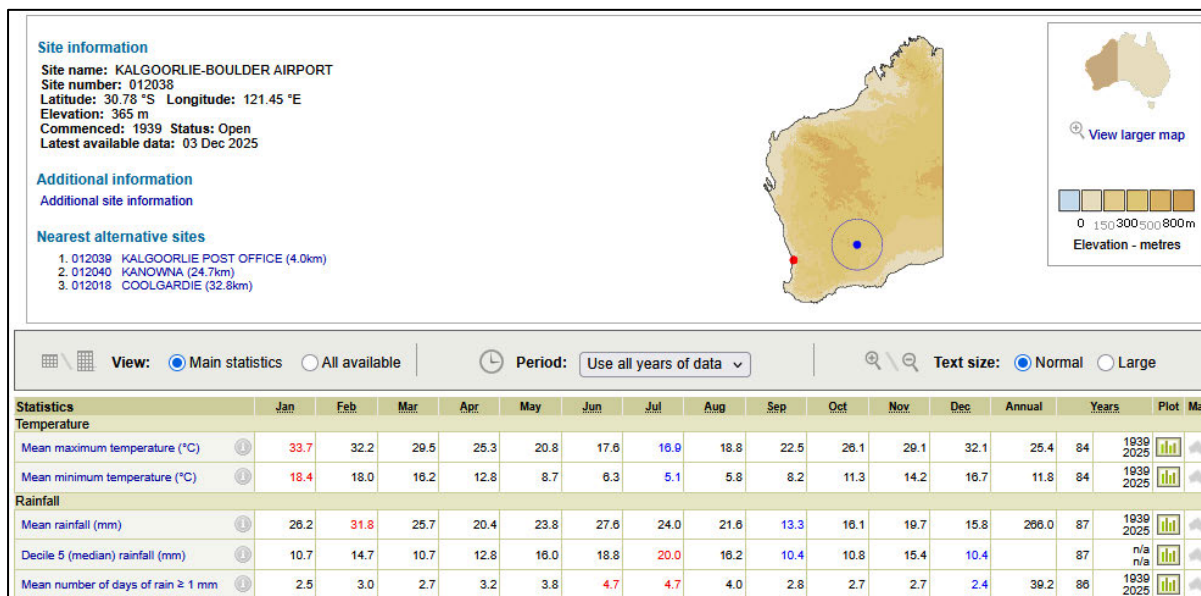 Site information
Site name: KALGOORLIE-BOULDER AIRPORT
Site number: 012038
Latitude: 30.78 °S Longitude: 121.45 °E
Elevation: 365 m
Commenced: 1939 Status: Open
Latest available data: 03 Dec 2025
Additional information
Additional site information
Nearest alternative sites
1. 012039 KALGOORLIE POST OFFICE (4.0km)
2. 012040 KANOWNA (24.7km)
3. 012018 COOLGARDIE (32.8km)
View larger map
0 150 300 500 800m
Elevation - metres
View: Main statistics All available Period: Use all years of data Text size: Normal Large
Statistics Jan Feb Mar Apr May Jun Jul Aug Sep Oct Nov Dec Annual Years Plot Ma
Temperature
Mean maximum temperature (°C) 33.7 32.2 29.5 25.3 20.8 17.6 16.9 18.8 22.5 26.1 29.1 32.1 25.4 84 1939 2025
Mean minimum temperature (°C) 18.4 18.0 16.2 12.8 8.7 6.3 5.1 5.8 8.2 11.3 14.2 16.7 11.8 84 1939 2025
Rainfall
Mean rainfall (mm) 26.2 31.8 25.7 20.4 23.8 27.6 24.0 21.6 13.3 16.1 19.7 15.8 266.0 87 1939 2025
Decile 5 (median) rainfall (mm) 10.7 14.7 10.7 12.8 16.0 18.8 20.0 16.2 10.4 10.8 15.4 10.4 87 n/a n/a
Mean number of days of rain ≥ 1 mm 2.5 3.0 2.7 3.2 3.8 4.7 4.7 4.0 2.8 2.7 2.7 2.4 39.2 86 1939 2025